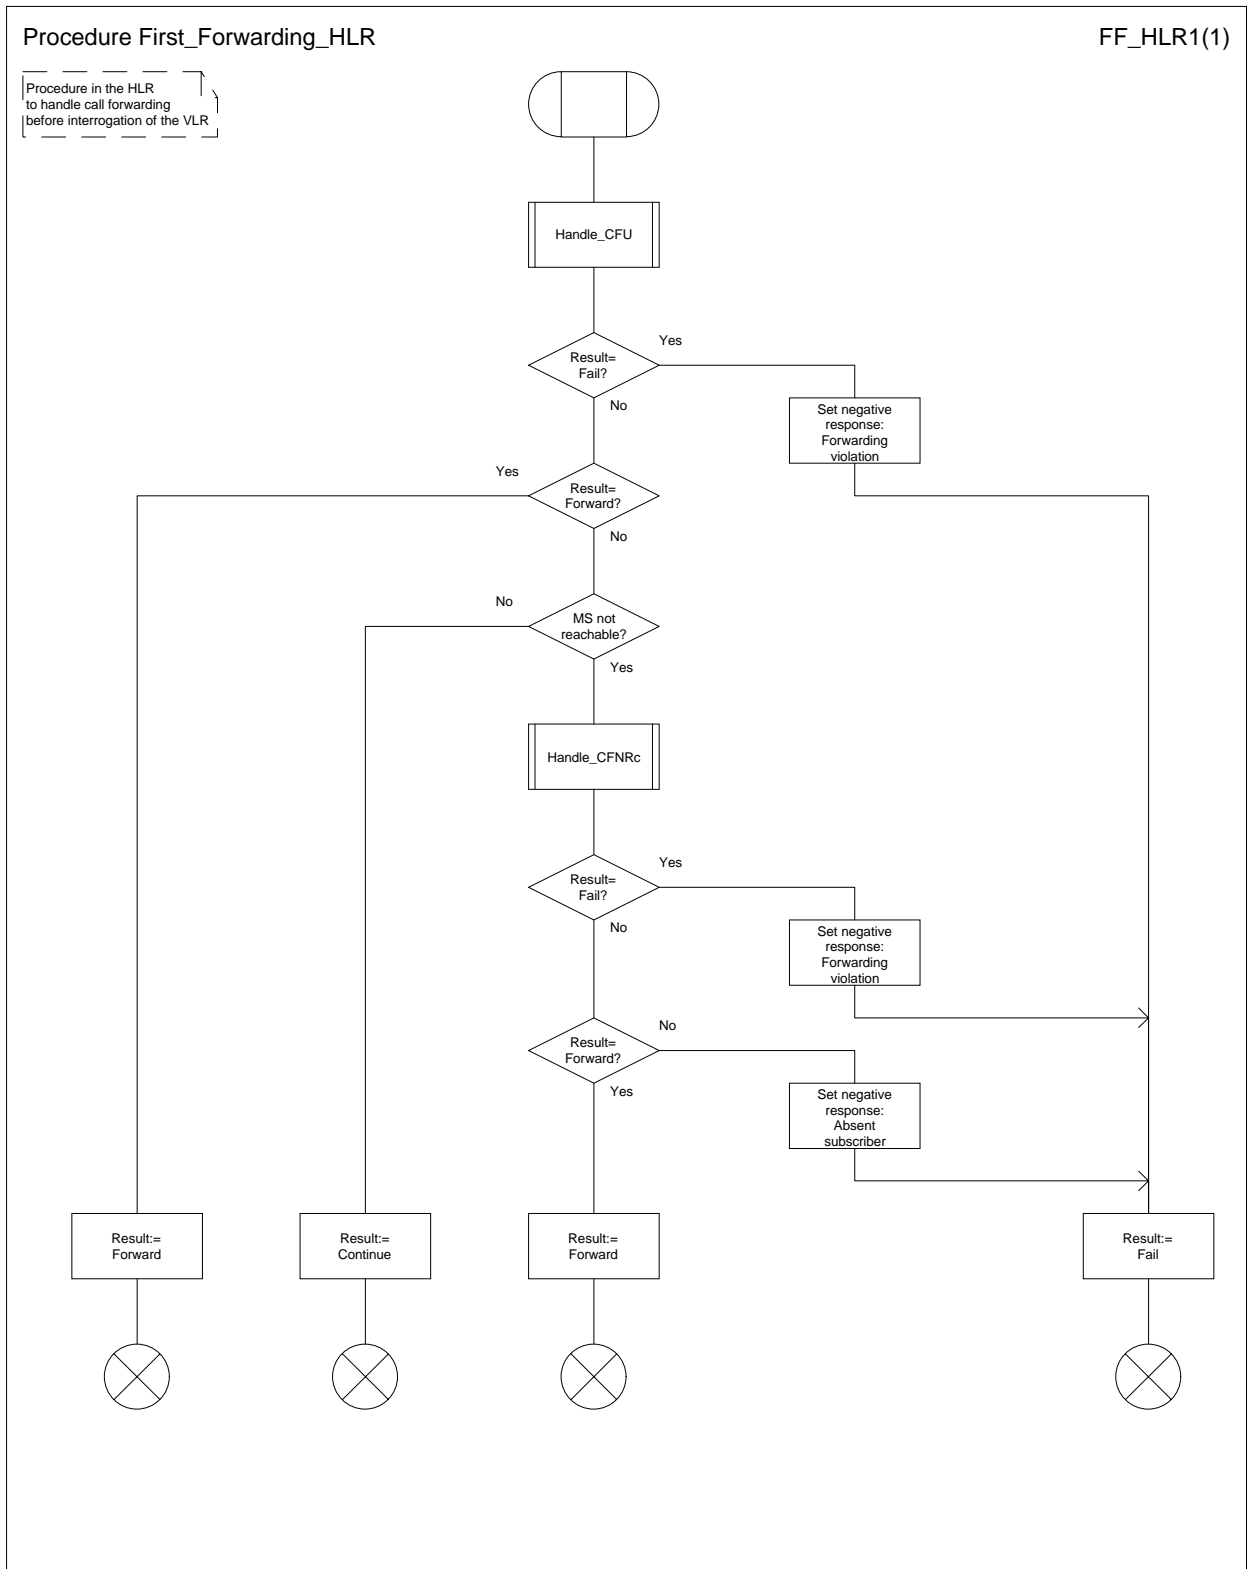 Procedure First_Forwarding_HLR
FF_HLR1(1)
Procedure in the HLR
to handle call forwarding
before interrogation of the VLR
Handle_CFU
Result=
Fail?
Yes
No
Set negative
response:
Forwarding
violation
Result=
Forward?
Yes
No
MS not
reachable?
No
Yes
Handle_CFNRc
Result=
Fail?
Yes
No
Set negative
response:
Forwarding
violation
Result=
Forward?
No
Yes
Set negative
response:
Absent
subscriber
Result:=
Forward
Result:=
Continue
Result:=
Forward
Result:=
Fail